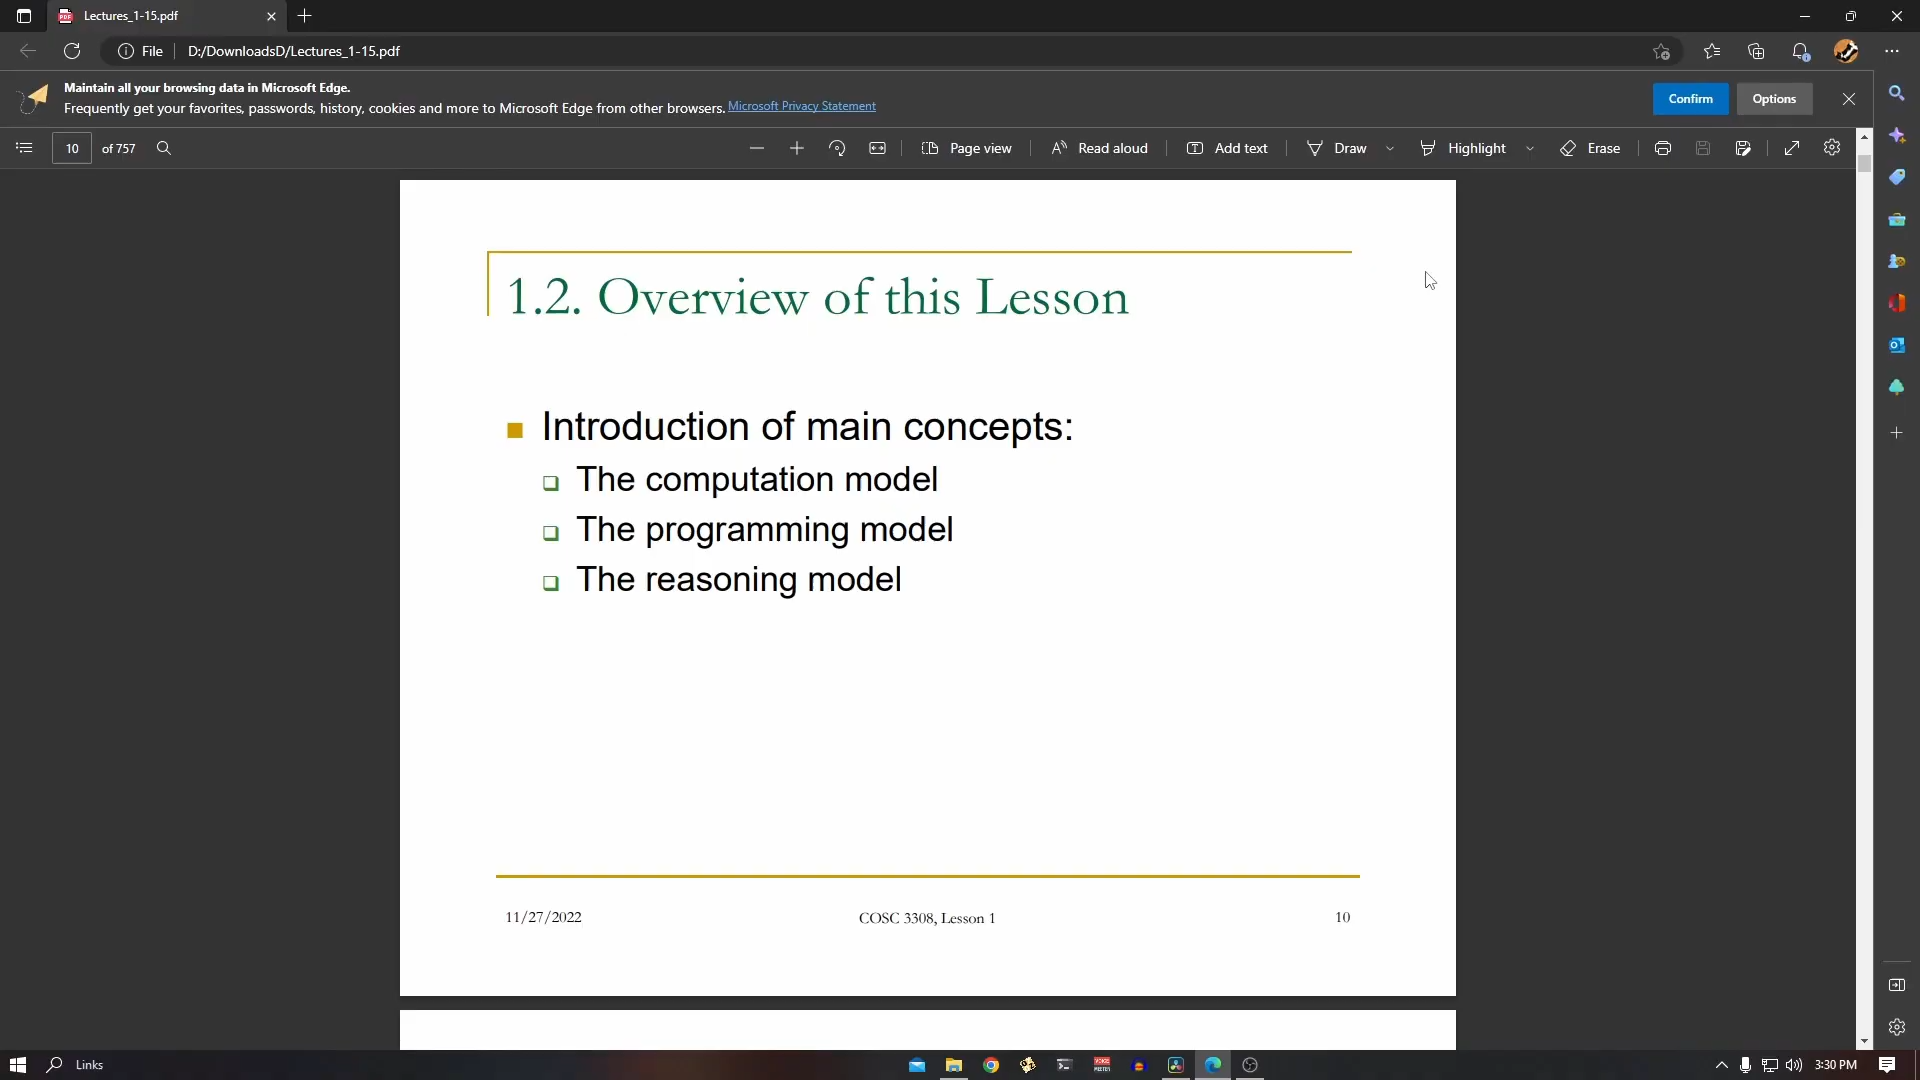 Lectures_1-15.pdf
File
D:/DownloadsD/Lectures_1-15.pdf
Maintain all your browsing data in Microsoft Edge.
Frequently get your favorites, passwords, history, cookies and more to Microsoft Edge from other browsers. Microsoft Privacy Statement
Confirm
Options
10 of 757
Page view
Read aloud
Add text
Draw
Highlight
Erase
1.2. Overview of this Lesson
Introduction of main concepts:
The computation model
The programming model
The reasoning model
11/27/2022
COSC 3308, Lesson 1
10
Links
3:30 PM